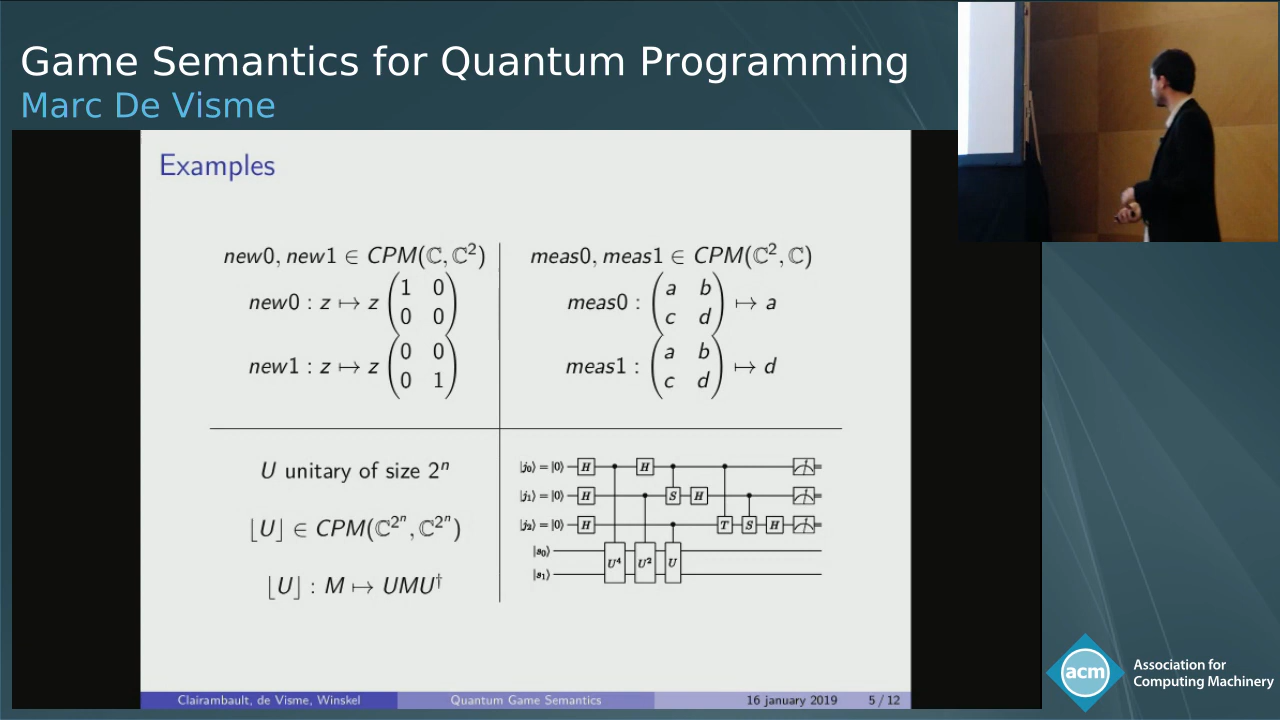 Game Semantics for Quantum Programming
Marc De Visme
Examples
new0, new1 ∈ CPM(ℂ, ℂ²)
new0 : z ↦ z (1 0
0 0)
new1 : z ↦ z (0 0
0 1)
meas0, meas1 ∈ CPM(ℂ², ℂ)
meas0 : (a b
c d) ↦ a
meas1 : (a b
c d) ↦ d
U unitary of size 2ⁿ
⌊U⌋ ∈ CPM(ℂ^{2ⁿ}, ℂ^{2ⁿ})
⌊U⌋ : M ↦ UMU†
|j₀⟩ = |0⟩ H H
|j₁⟩ = |0⟩ H S H
|j₂⟩ = |0⟩ H T S H
|s₀⟩
|s₁⟩
U⁴ U² U
Clairambault, de Visme, Winskel Quantum Game Semantics 16 january 2019 5 / 12
acm
Association for
Computing Machinery